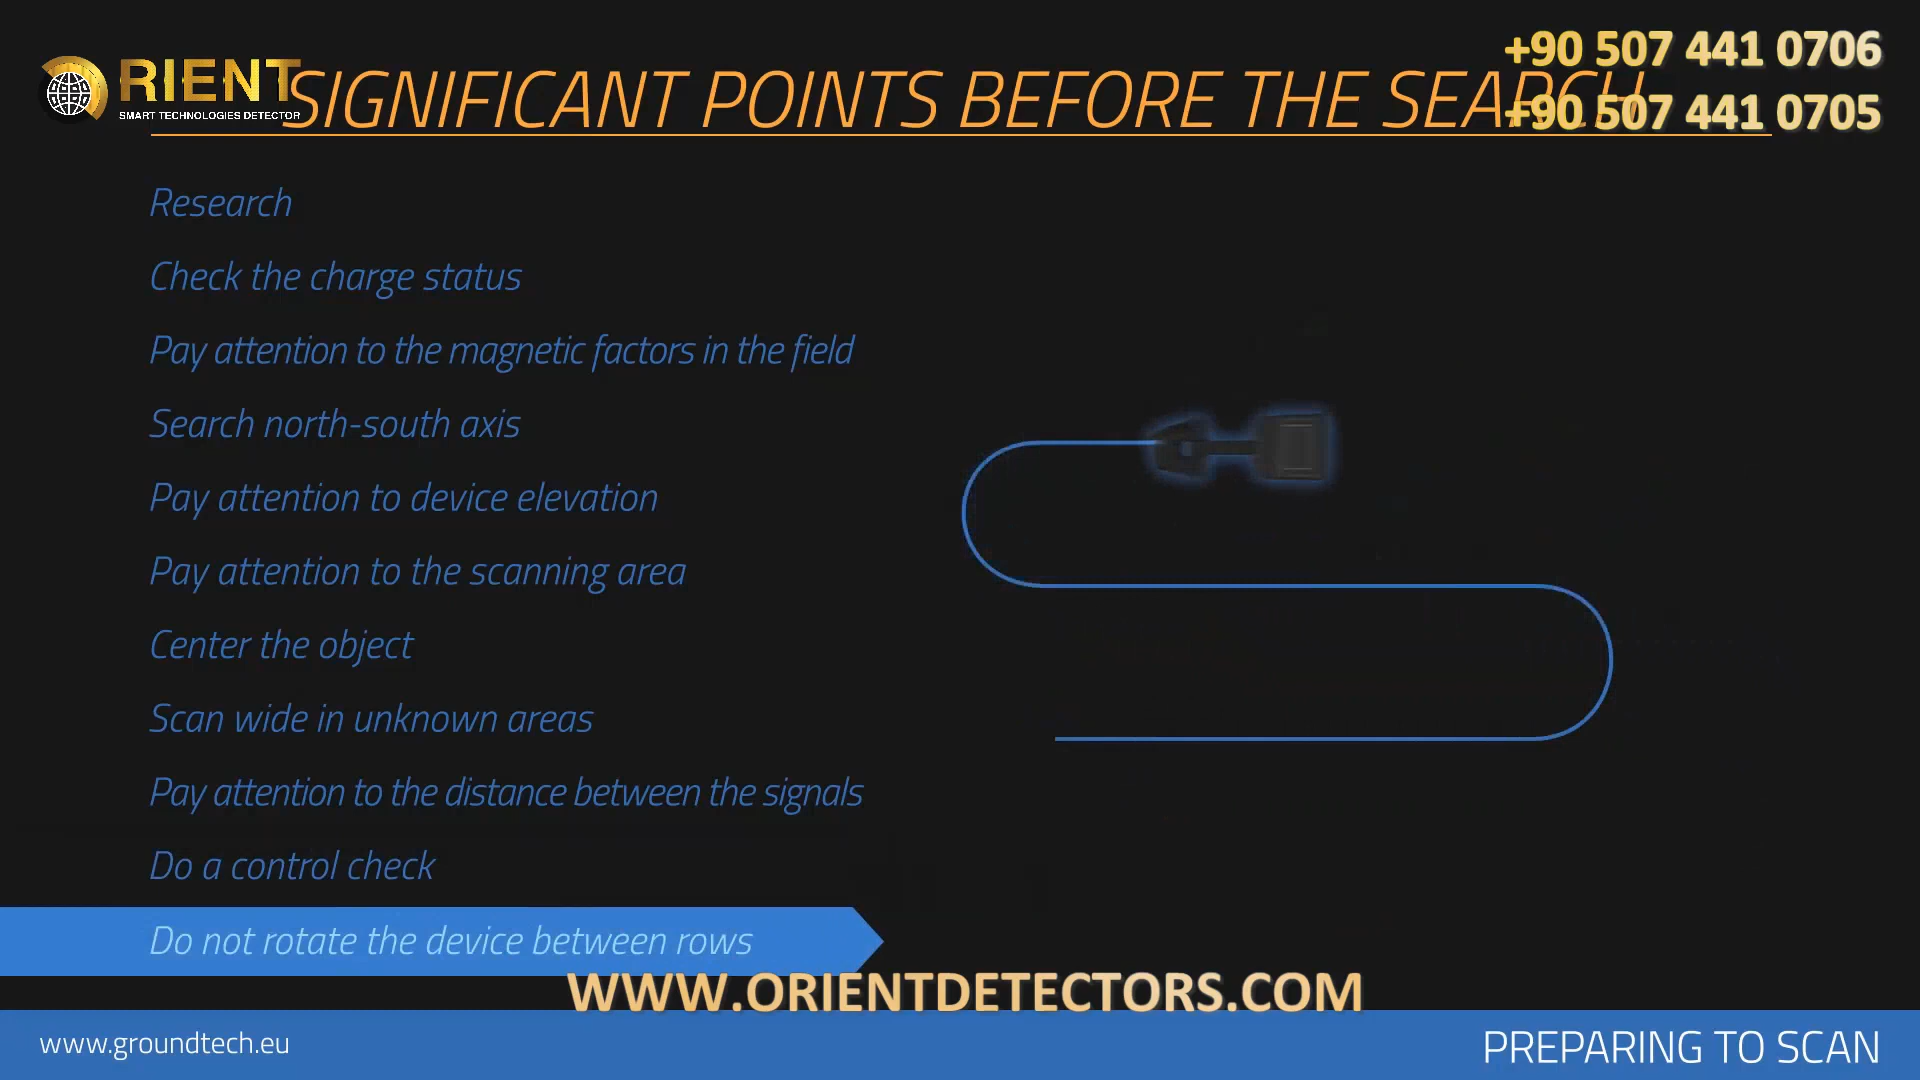 RIENT
SMART TECHNOLOGIES DETECTOR
SIGNIFICANT POINTS BEFORE THE SEARCH
+90 507 441 0706
+90 507 441 0705
Research
Check the charge status
Pay attention to the magnetic factors in the field
Search north-south axis
Pay attention to device elevation
Pay attention to the scanning area
Center the object
Scan wide in unknown areas
Pay attention to the distance between the signals
Do a control check
Do not rotate the device between rows
WWW.ORIENTDETECTORS.COM
www.groundtech.eu
PREPARING TO SCAN